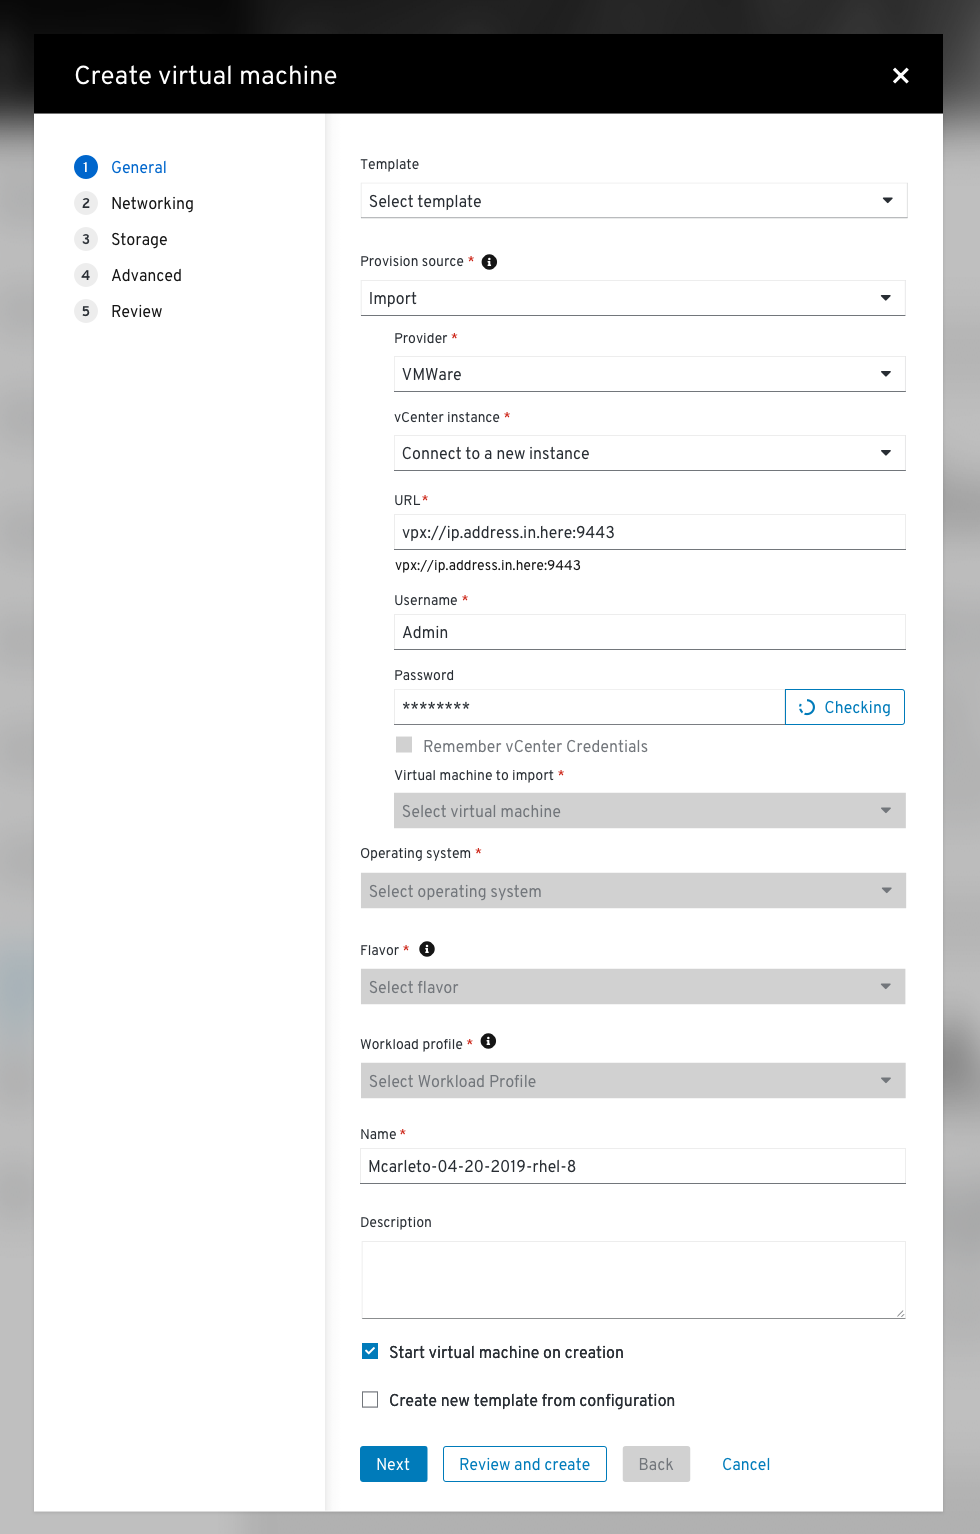 Create virtual machine
1 General
2 Networking
3 Storage
4 Advanced
5 Review
Template
Select template
Provision source *
Import
Provider *
VMWare
vCenter instance *
Connect to a new instance
URL*
vpx://ip.address.in.here:9443
vpx://ip.address.in.here:9443
Username *
Admin
Password
******** Checking
Remember vCenter Credentials
Virtual machine to import *
Select virtual machine
Operating system *
Select operating system
Flavor *
Select flavor
Workload profile *
Select Workload Profile
Name *
Mcarleto-04-20-2019-rhel-8
Description
Start virtual machine on creation
Create new template from configuration
Next Review and create Back Cancel